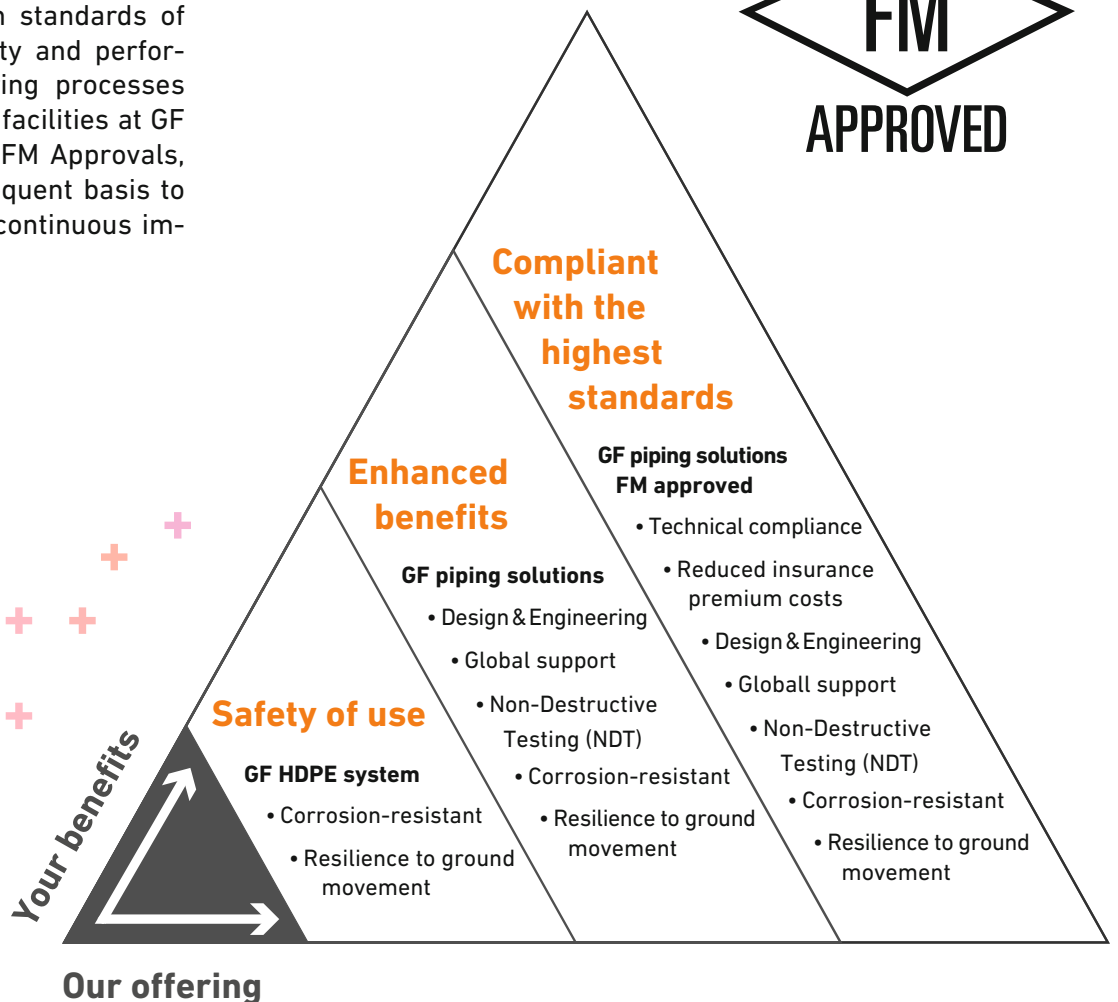 n standards of
ty and perfor-
ing processes
facilities at GF
FM Approvals,
quent basis to
continuous im-
FM
APPROVED
Compliant
with the
highest
standards
GF piping solutions
FM approved
• Technical compliance
• Reduced insurance
premium costs
• Design & Engineering
• Globall support
• Non-Destructive
Testing (NDT)
• Corrosion-resistant
• Resilience to ground
movement
Enhanced
benefits
GF piping solutions
• Design & Engineering
• Global support
• Non-Destructive
Testing (NDT)
• Corrosion-resistant
• Resilience to ground
movement
Safety of use
GF HDPE system
• Corrosion-resistant
• Resilience to ground
movement
Your benefits
Our offering